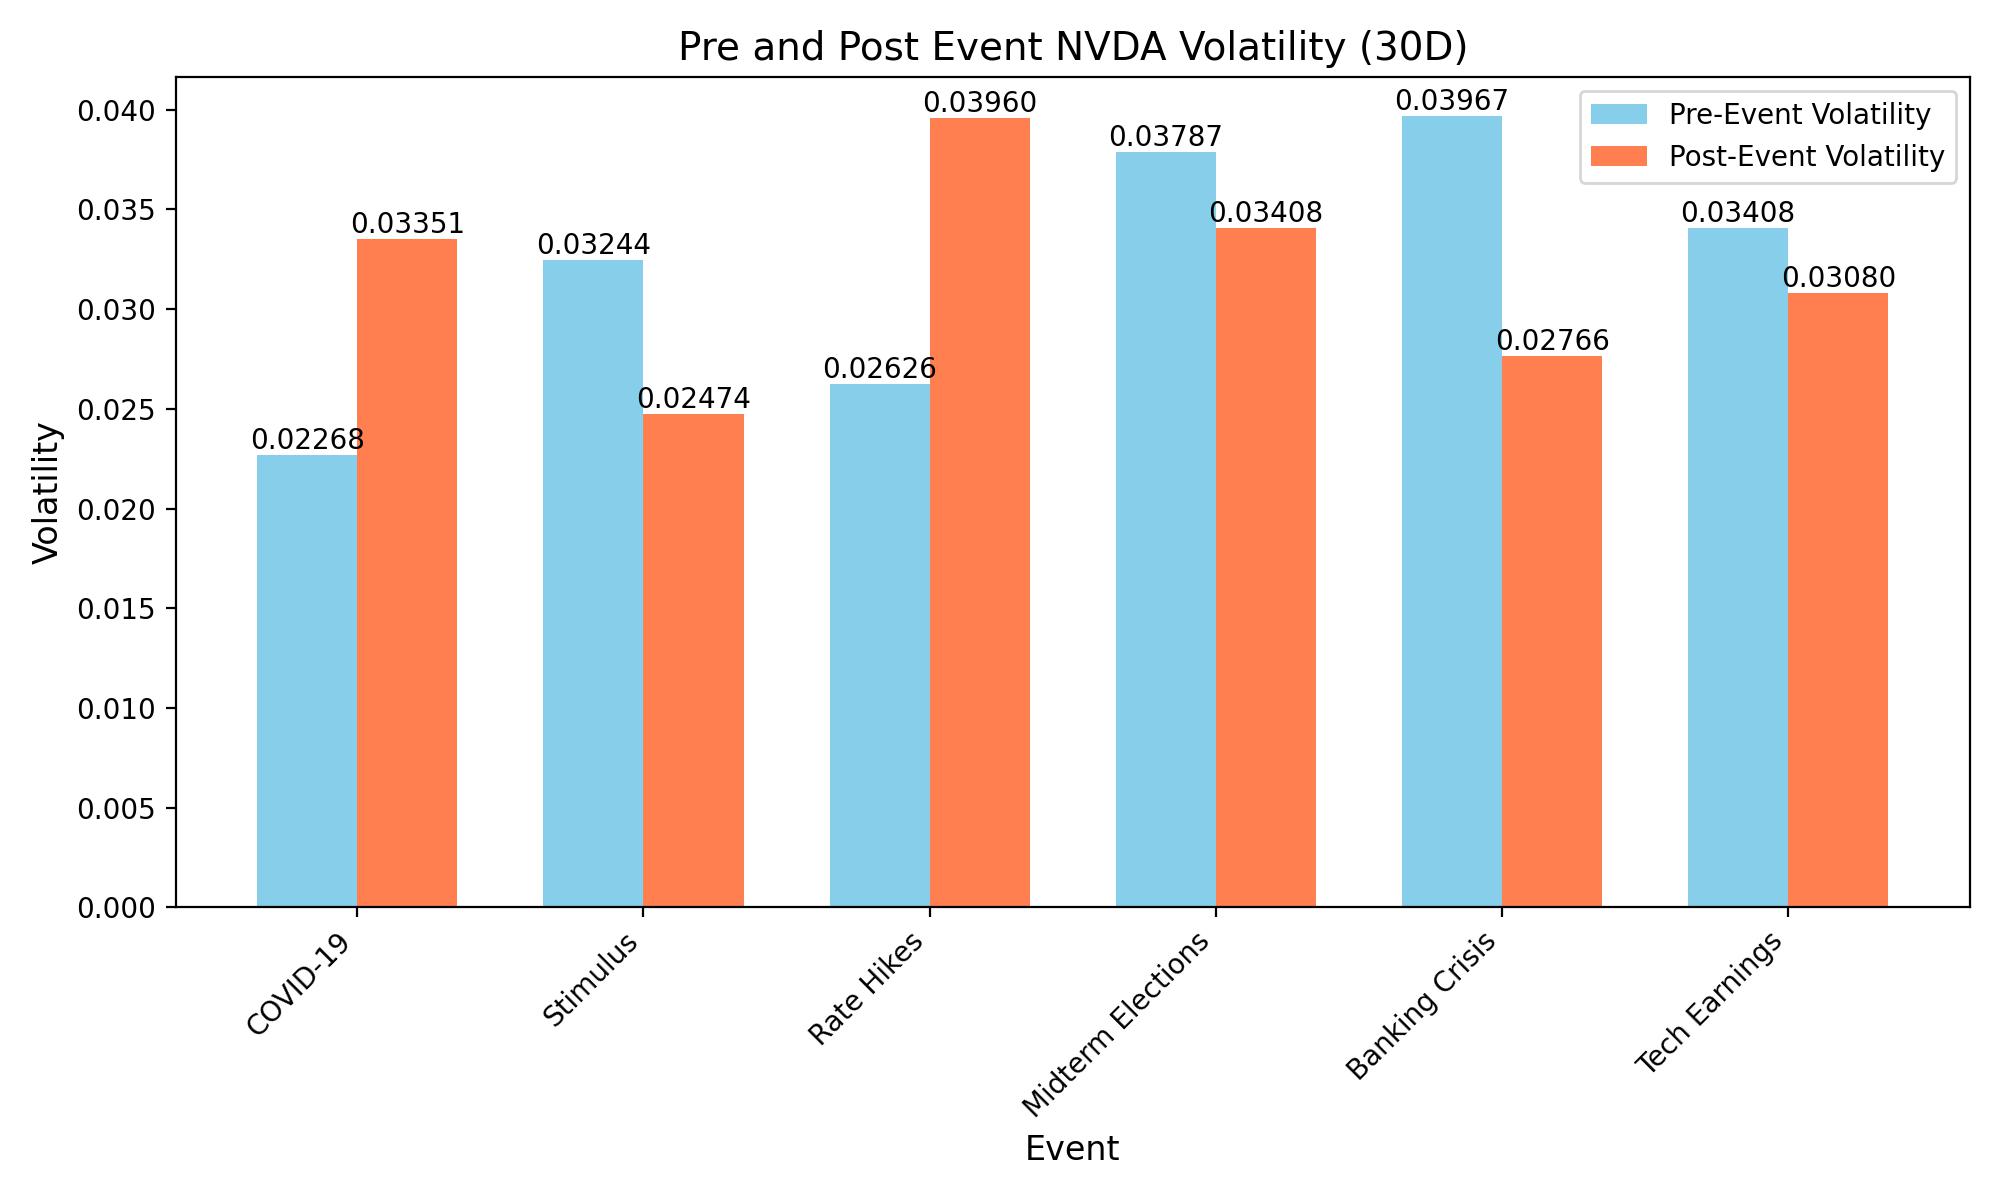 Pre and Post Event NVDA Volatility (30D)
Pre-Event Volatility
Post-Event Volatility
Volatility
0.040
0.035
0.030
0.025
0.020
0.015
0.010
0.005
0.000
0.02268
0.03351
0.03244
0.02474
0.02626
0.03960
0.03787
0.03408
0.03967
0.02766
0.03408
0.03080
COVID-19
Stimulus
Rate Hikes
Midterm Elections
Banking Crisis
Tech Earnings
Event